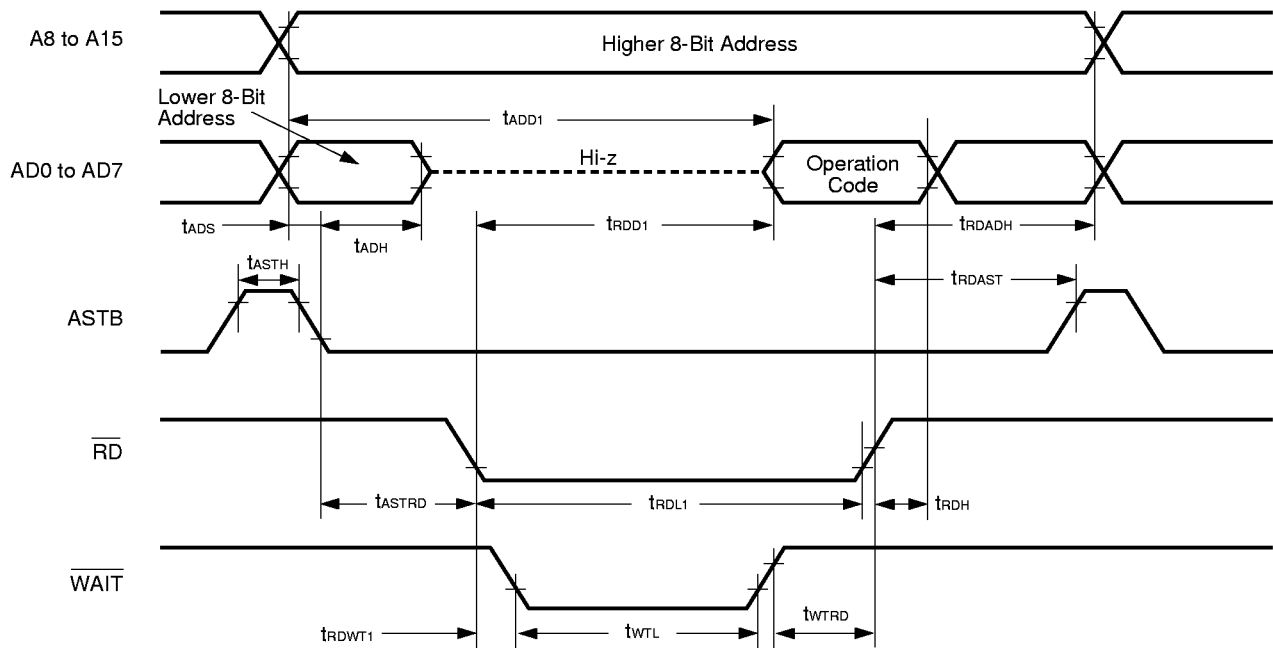 A8 to A15
Higher 8-Bit Address
Lower 8-Bit
Address
tADD1
AD0 to AD7
Hi-z
Operation
Code
tADS
tADH
tRDD1
tRDADH
tASTH
tRDAST
ASTB
RD
tASTRD
tRDL1
tRDH
WAIT
tRDWT1
tWTL
tWTRD